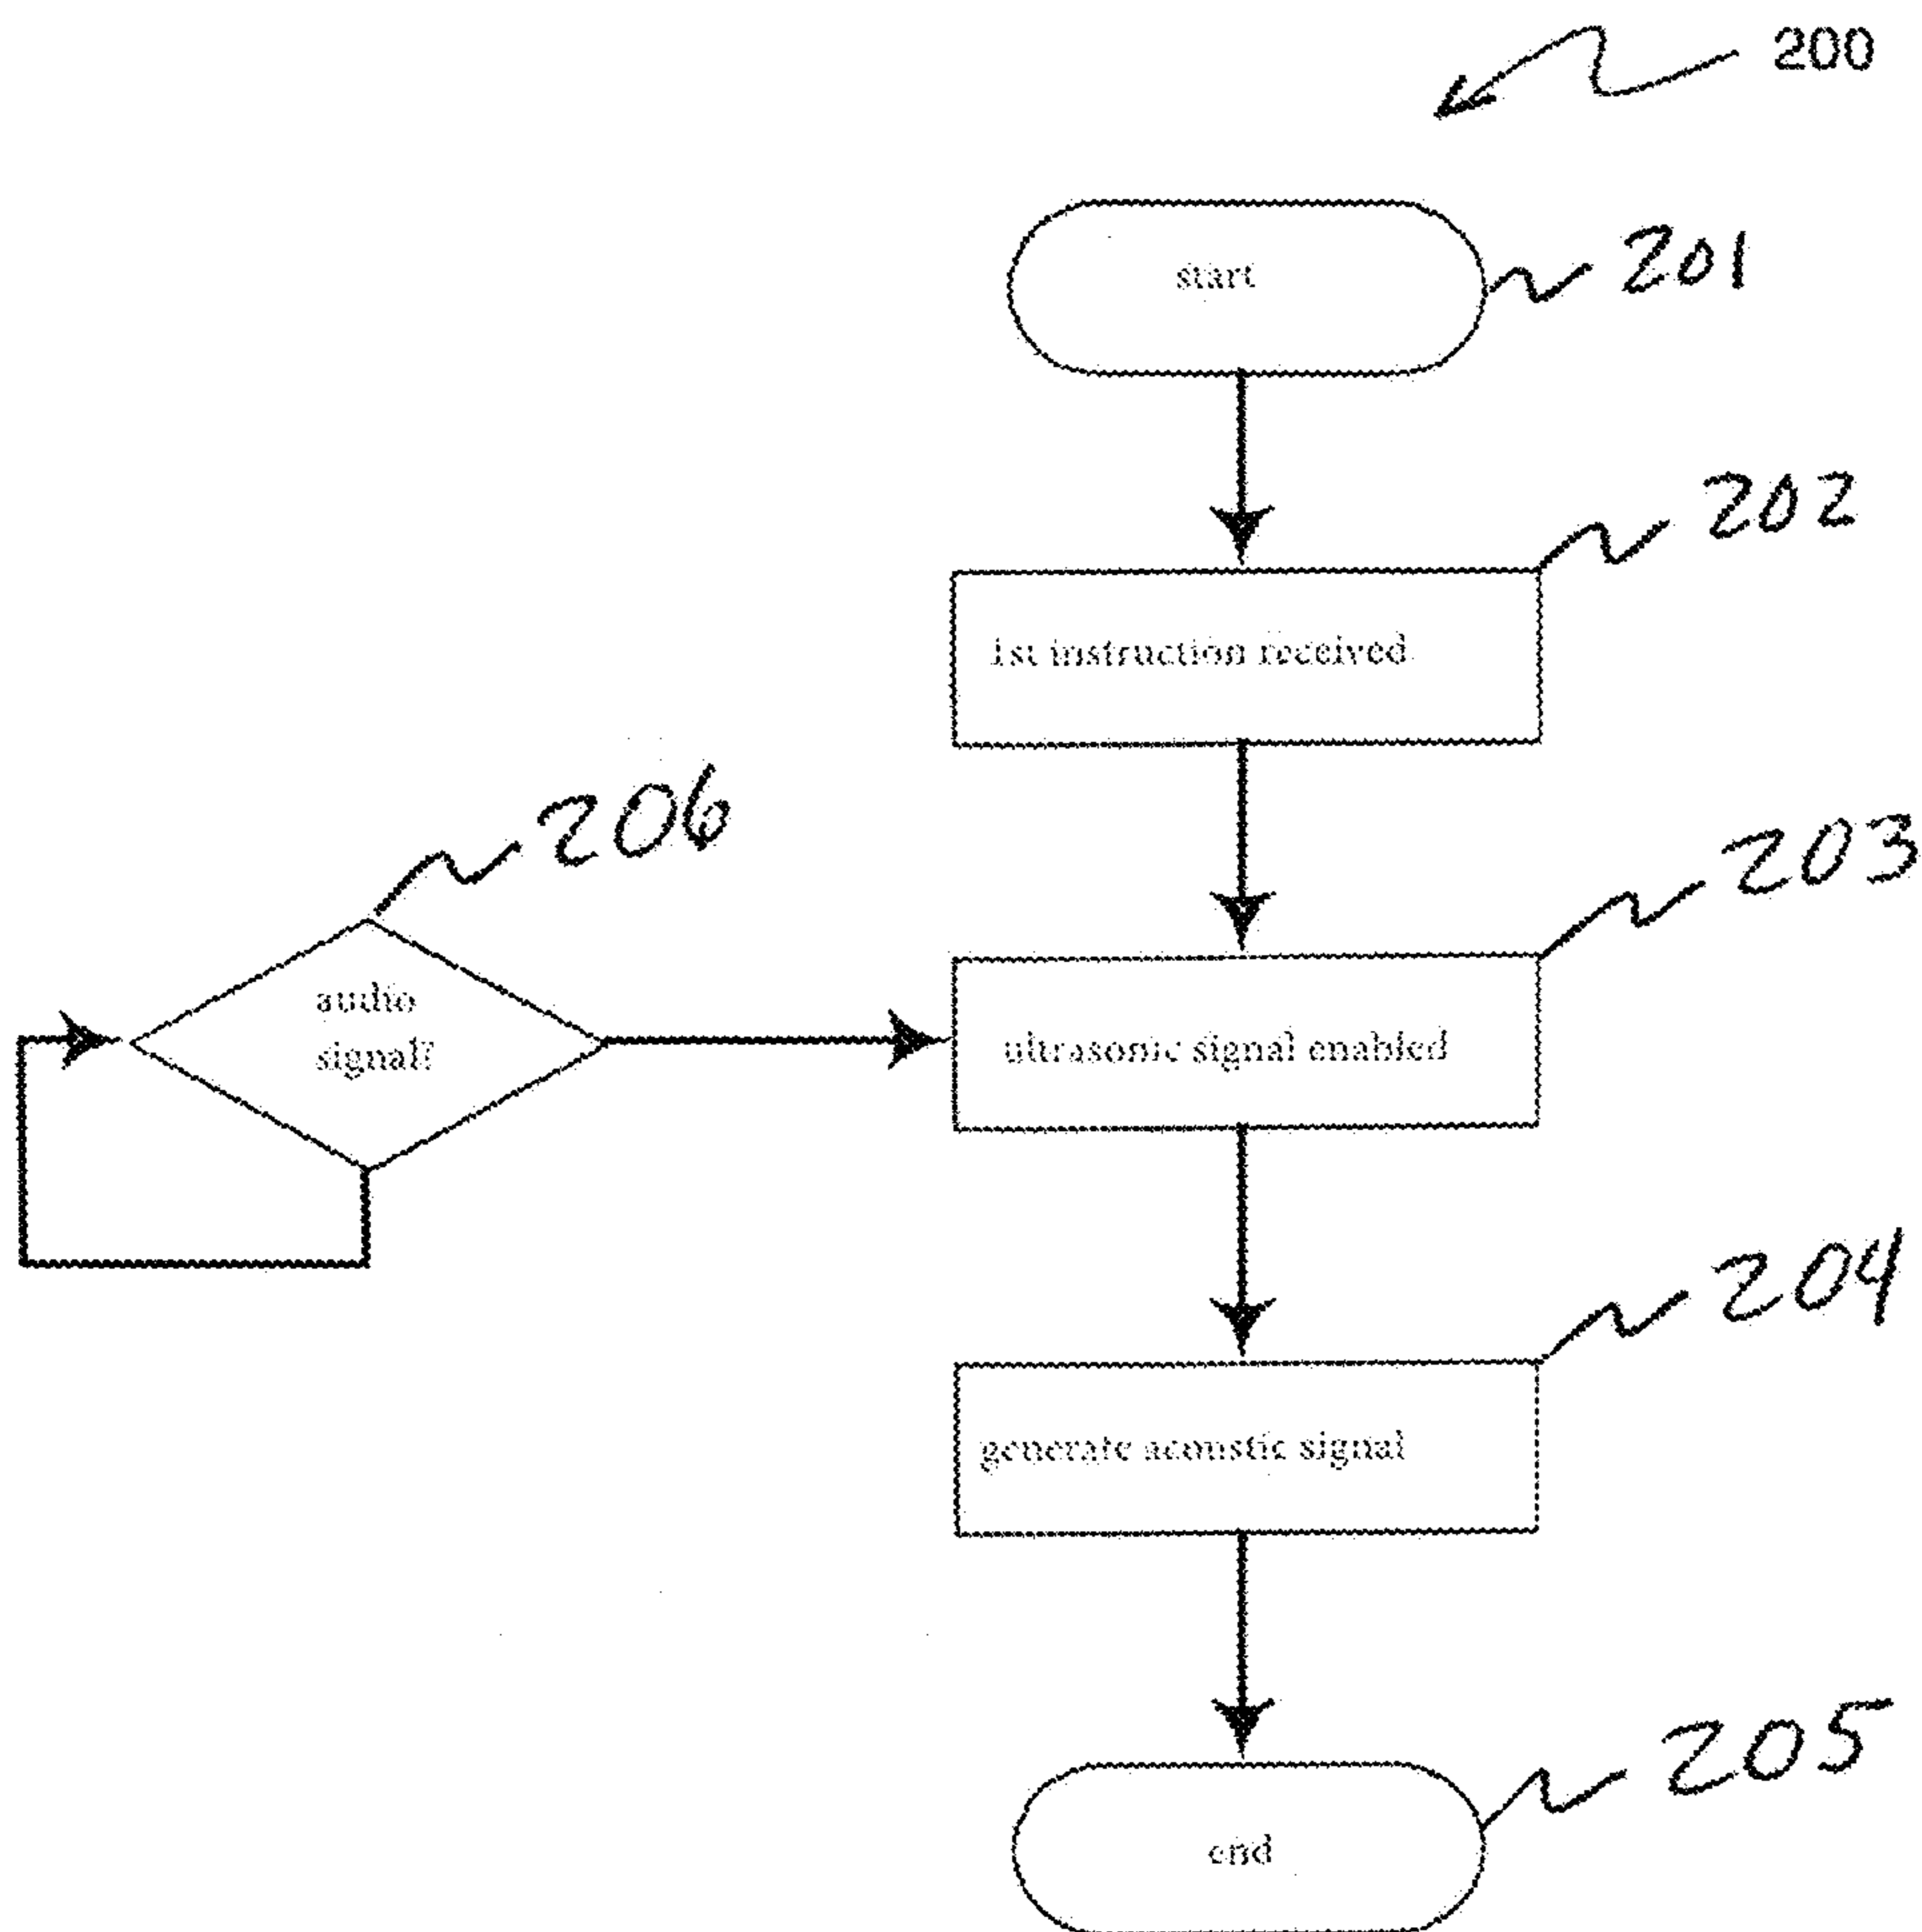 200
start
201
202
1st instruction received
206
203
audio
signal?
ultrasonic signal enabled
204
generate acoustic signal
205
end